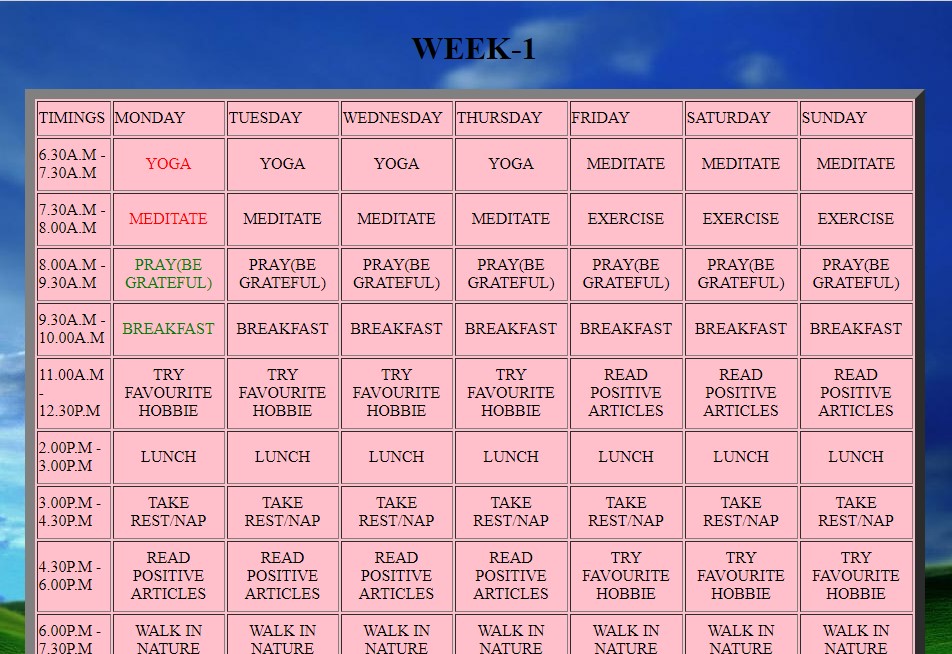 WEEK-1
TIMINGS MONDAY TUESDAY WEDNESDAY THURSDAY FRIDAY SATURDAY SUNDAY
6.30A.M - YOGA YOGA YOGA YOGA MEDITATE MEDITATE MEDITATE
7.30A.M
7.30A.M - MEDITATE MEDITATE MEDITATE MEDITATE EXERCISE EXERCISE EXERCISE
8.00A.M
8.00A.M - PRAY(BE PRAY(BE PRAY(BE PRAY(BE PRAY(BE PRAY(BE PRAY(BE
9.30A.M GRATEFUL) GRATEFUL) GRATEFUL) GRATEFUL) GRATEFUL) GRATEFUL) GRATEFUL)
9.30A.M - BREAKFAST BREAKFAST BREAKFAST BREAKFAST BREAKFAST BREAKFAST BREAKFAST
10.00A.M
11.00A.M TRY TRY TRY TRY READ READ READ
- FAVOURITE FAVOURITE FAVOURITE FAVOURITE POSITIVE POSITIVE POSITIVE
12.30P.M HOBBIE HOBBIE HOBBIE HOBBIE ARTICLES ARTICLES ARTICLES
2.00P.M - LUNCH LUNCH LUNCH LUNCH LUNCH LUNCH LUNCH
3.00P.M
3.00P.M - TAKE TAKE TAKE TAKE TAKE TAKE TAKE
4.30P.M REST/NAP REST/NAP REST/NAP REST/NAP REST/NAP REST/NAP REST/NAP
4.30P.M - READ READ READ READ TRY TRY TRY
6.00P.M POSITIVE POSITIVE POSITIVE POSITIVE FAVOURITE FAVOURITE FAVOURITE
ARTICLES ARTICLES ARTICLES ARTICLES HOBBIE HOBBIE HOBBIE
6.00P.M - WALK IN WALK IN WALK IN WALK IN WALK IN WALK IN WALK IN
7.30P.M NATURE NATURE NATURE NATURE NATURE NATURE NATURE